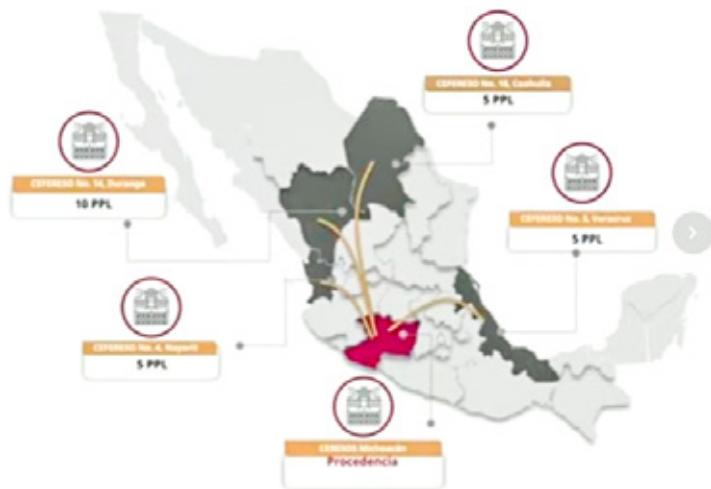 CEFERESO No. 18, Coahuila
5 PPL
CEFERESO No. 14, Durango
10 PPL
CEFERESO No. 5, Veracruz
5 PPL
CEFERESO No. 4, Nayarit
5 PPL
CERESOS Michoacán
Procedencia